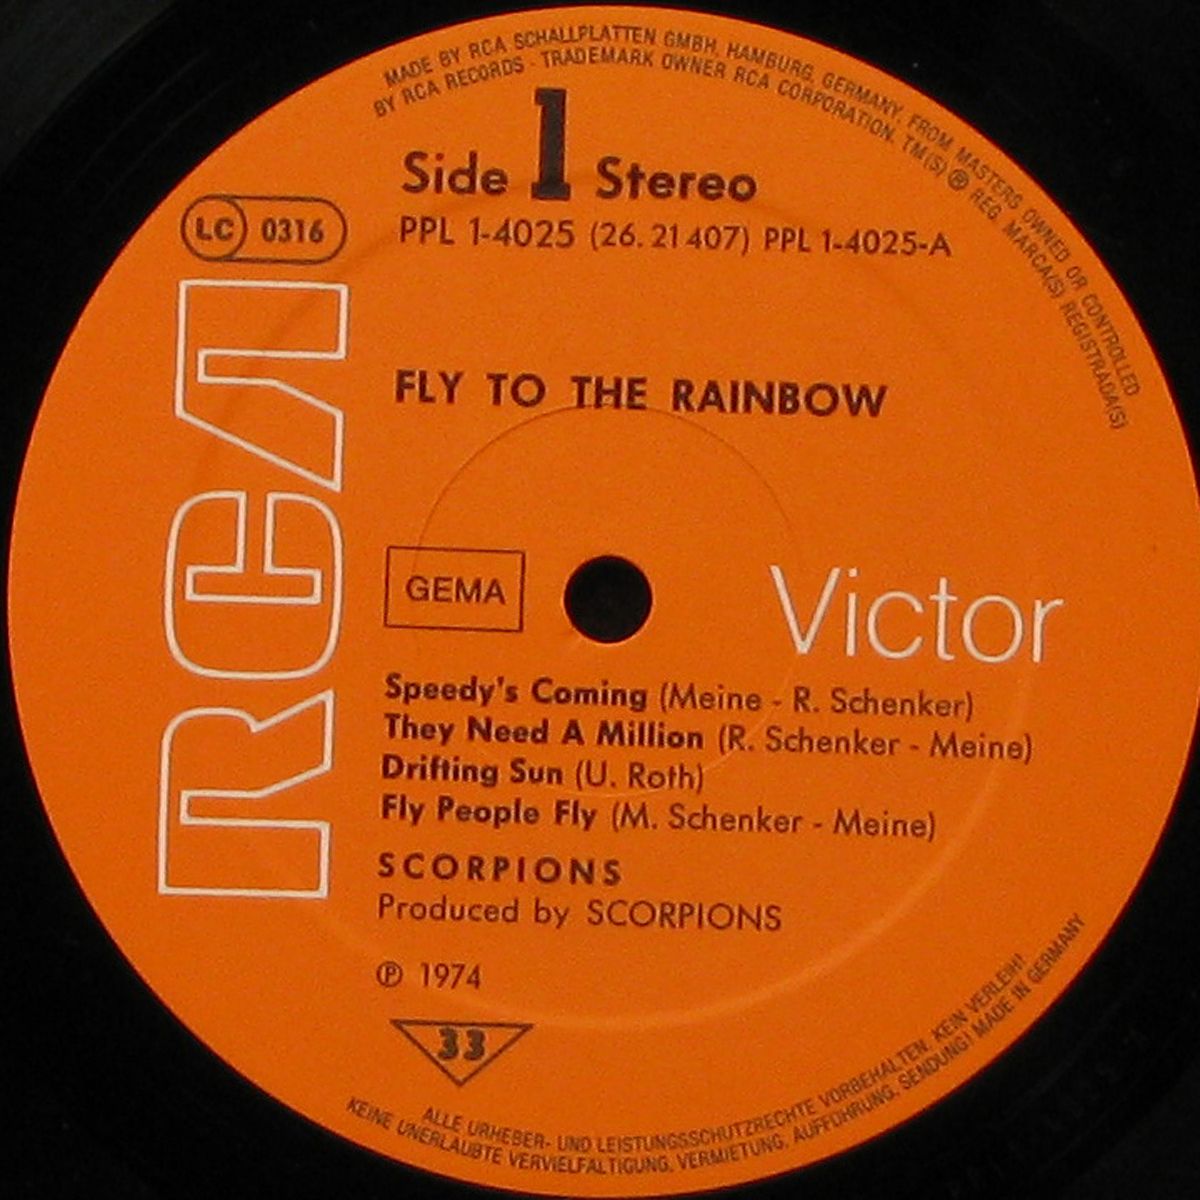 MADE BY RCA SCHALLPLATTEN GMBH, HAMBURG, GERMANY, FROM MASTERS OWNED OR CONTROLLED
BY RCA RECORDS · TRADEMARK OWNER RCA CORPORATION. TM(S) ® REG. MARCA(S) REGISTRADA(S)
Side 1 Stereo
LC 0316
PPL 1-4025 (26.21407) PPL 1-4025-A
RCA
FLY TO THE RAINBOW
GEMA
Victor
Speedy's Coming (Meine - R. Schenker)
They Need A Million (R. Schenker - Meine)
Drifting Sun (U. Roth)
Fly People Fly (M. Schenker - Meine)
SCORPIONS
Produced by SCORPIONS
℗ 1974
33
ALLE URHEBER- UND LEISTUNGSSCHUTZRECHTE VORBEHALTEN. KEIN VERLEIH!
KEINE UNERLAUBTE VERVIELFÄLTIGUNG, VERMIETUNG, AUFFÜHRUNG, SENDUNG! MADE IN GERMANY